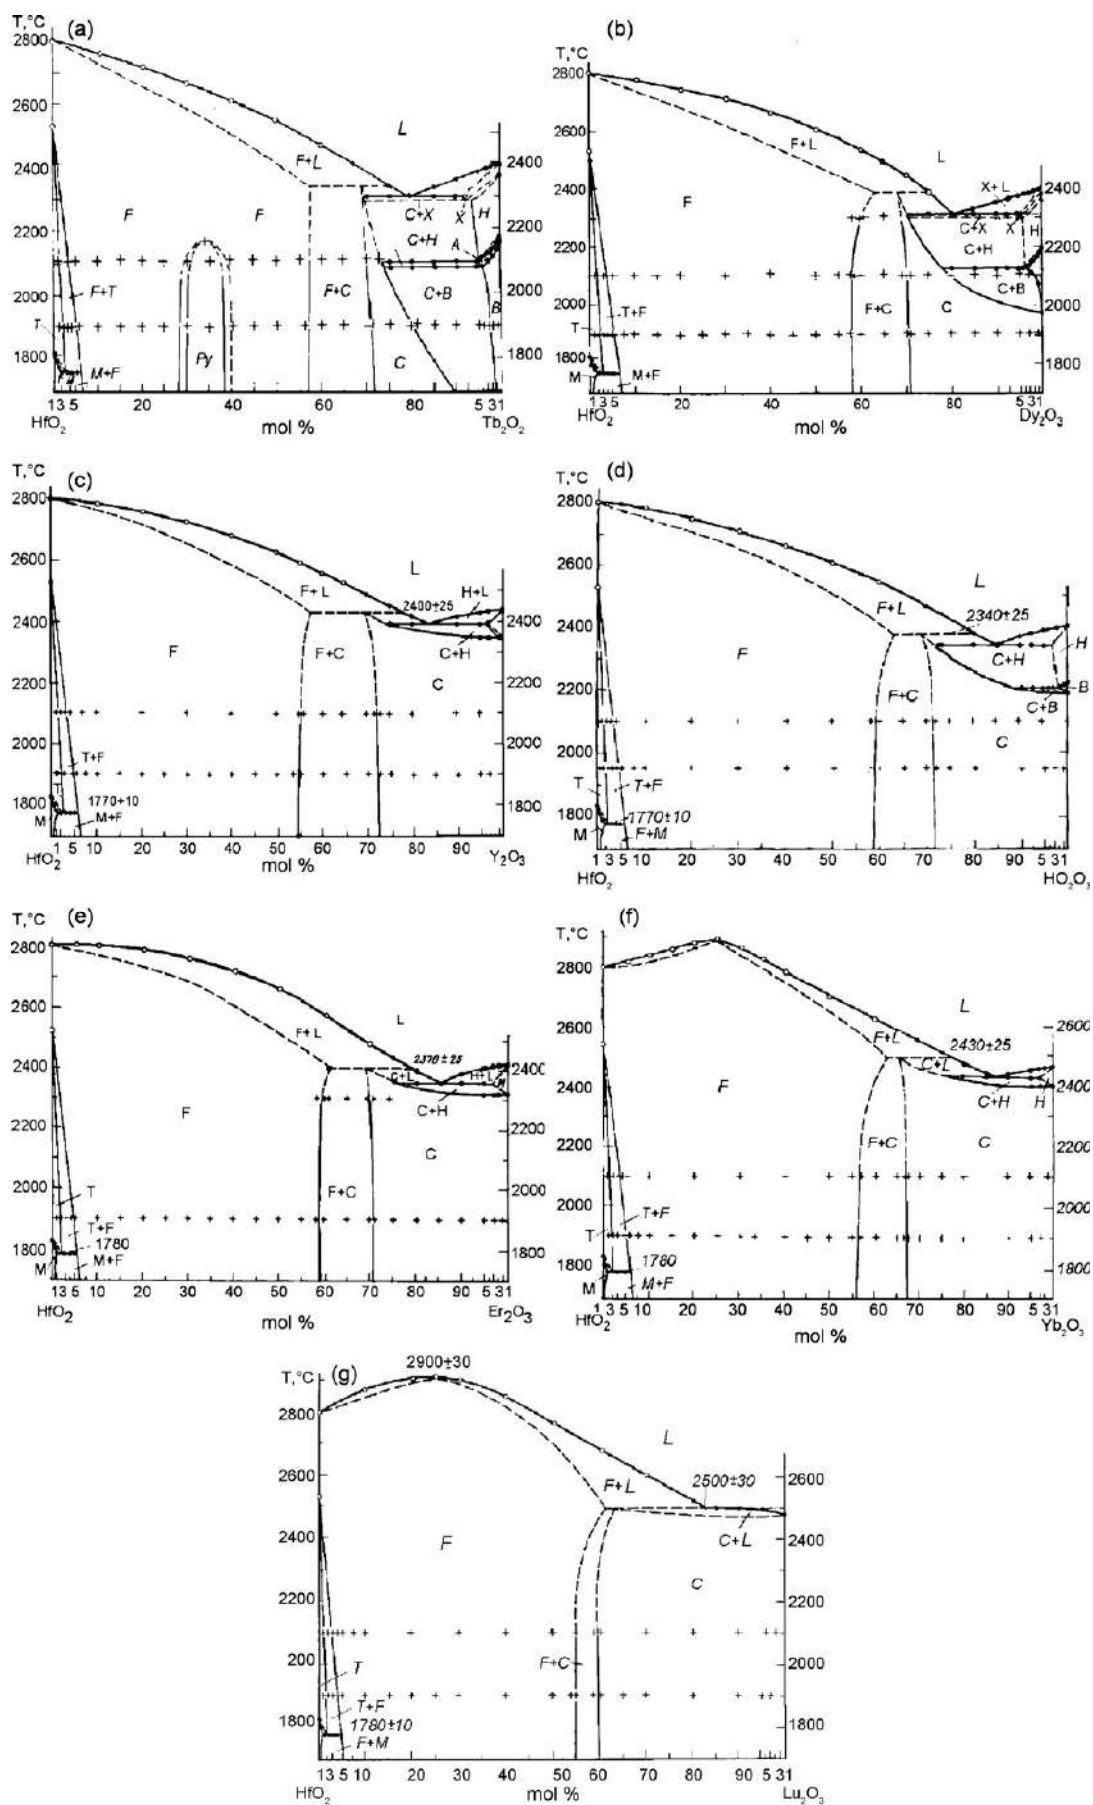 (a)
T,°C
2800
2600
2400
2200
2000
1800
L
F+L
F
F
C+X
X
H
C+H
A
F+T
F+C
C+B
B
T
Py
C
M+F
2400
2200
2000
1800
13 5
20
40
60
80
5 31
HfO₂
mol %
Tb₂O₂
(b)
T,°C
2800
2600
2400
2200
2000
1800
L
F+L
X+L
F
C+X
X
H
C+H
C+B
F+C
C
T+F
T
M
M+F
2400
2200
2000
1800
13 5
20
40
60
80
5 31
HfO₂
mol %
Dy₂O₃
(c)
T,°C
2800
2600
2400
2200
2000
1800
L
F+L
2400±25
H+L
C+H
F
F+C
C
T+F
T
1770+10
M
M+F
2400
2200
2000
1800
13 5 10
20
30
40
50
60
70
80
90
5 31
HfO₂
mol %
Y₂O₃
(d)
T,°C
2800
2600
2400
2200
2000
1800
L
F+L
2340±25
C+H
H
F
F+C
B
C+B
C
T
T+F
1770±10
M
F+M
2400
2200
2000
1800
1 3 5 10
20
30
40
50
60
70
80
90
5 31
HfO₂
mol %
HO₂O₃
(e)
T,°C
2800
2600
2400
2200
2000
1800
L
F+L
2370±25
C+L
H+L
H
C+H
F
C
F+C
T
T+F
1780
M
M+F
2400
2200
2000
1800
13 5 10
20
30
40
50
60
70
80
90
5 31
HfO₂
mol %
Er₂O₃
(f)
T,°C
2800
2600
2400
2200
2000
1800
L
F+L
2430±25
C+L
C+H
H
F
F+C
C
T+F
T
1780
M
M+F
2600
2400
2200
2000
1800
1 3 5 10
20
30
40
50
60
70
80
90
5 31
HfO₂
mol %
Yb₂O₃
2900±30
(g)
T,°C
2800
2600
2400
2200
200
1800
L
F+L
2500±30
C+L
F
C
F+C
T
T+F
1780±10
F+M
2600
2400
2200
2000
1800
13 5 10
20
30
40
50
60
70
80
90
5 31
HfO₂
mol %
Lu₂O₃